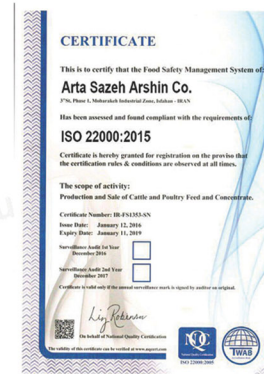 CERTIFICATE
This is to certify that the Food Safety Management System of:
Arta Sazeh Arshin Co.
3rd St, Phase 1, Mobarakeh Industrial Zone, Isfahan - IRAN
Has been assessed and found compliant with the requirements of:
ISO 22000:2015
Certificate is hereby granted for registration on the proviso that
the certification rules & conditions are observed at all times.
The scope of activity:
Production and Sale of Cattle and Poultry Feed and Concentrate.
Certificate Number: IR-FS1353-SN
Issue Date: January 12, 2016
Expiry Date: January 11, 2019
Surveillance Audit 1st Year
December 2016
Surveillance Audit 2nd Year
December 2017
Certificate is valid only if the annual surveillance mark is signed by auditor on original.
On behalf of National Quality Certification
The validity of this certificate can be verified at
NQC
National Quality Certification
ISO 22000:2005
TWAB